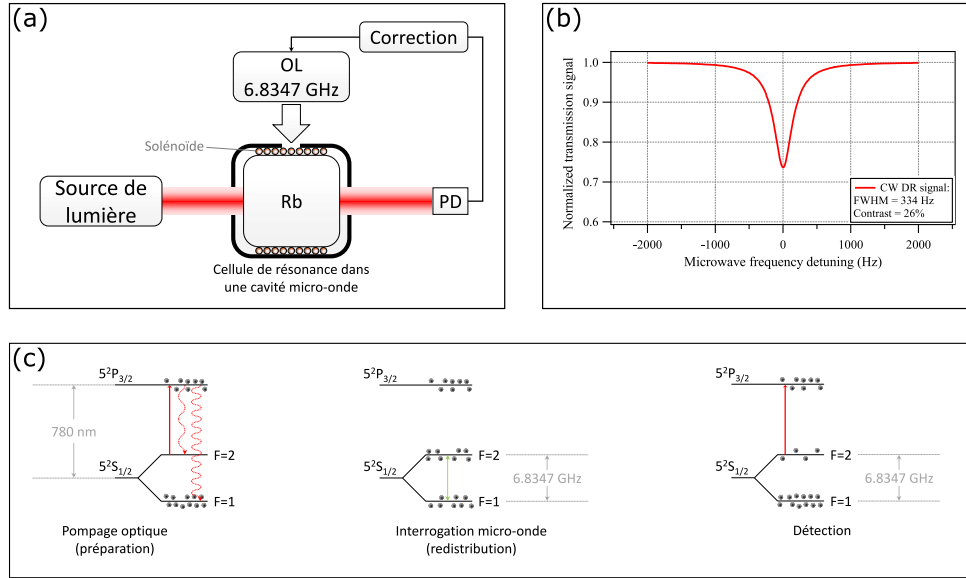 (a)
Correction
OL
6.8347 GHz
Solénoïde
Source de
lumière
Rb
PD
Cellule de résonance dans
une cavité micro-onde
(b)
Normalized transmission signal
1.0
0.9
0.8
0.7
0.6
CW DR signal:
FWHM = 334 Hz
Contrast = 26%
-2000
-1000
0
1000
2000
Microwave frequency detuning (Hz)
(c)
5²P₃/₂
780 nm
5²S₁/₂
F=2
F=1
Pompage optique
(préparation)
5²P₃/₂
5²S₁/₂
F=2
6.8347 GHz
F=1
Interrogation micro-onde
(redistribution)
5²P₃/₂
5²S₁/₂
F=2
6.8347 GHz
F=1
Détection